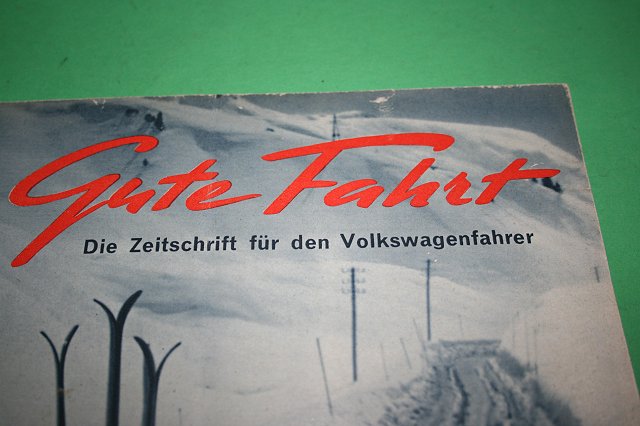 Gute Fahrt
Die Zeitschrift für den Volkswagenfahrer